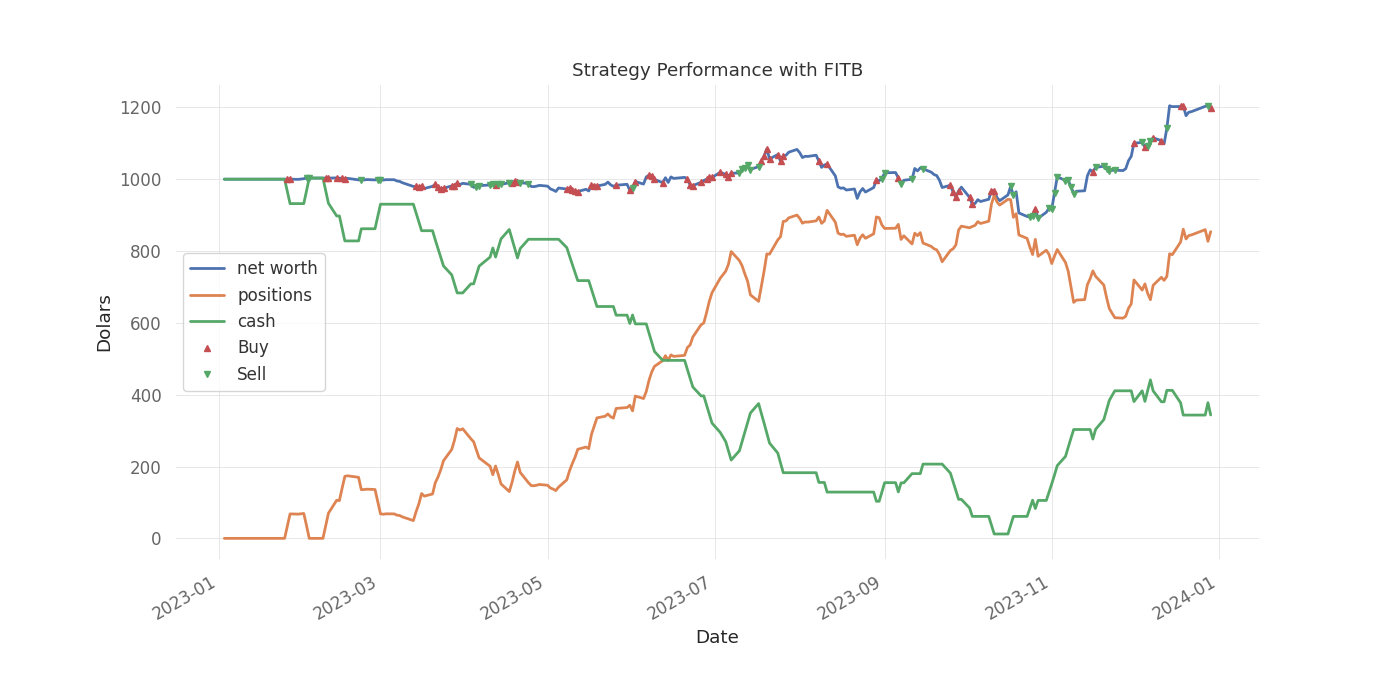 Strategy Performance with FITB
1200
1000
800
600
400
200
0
Dolars
net worth
positions
cash
Buy
Sell
2023-01
2023-03
2023-05
2023-07
2023-09
2023-11
2024-01
Date